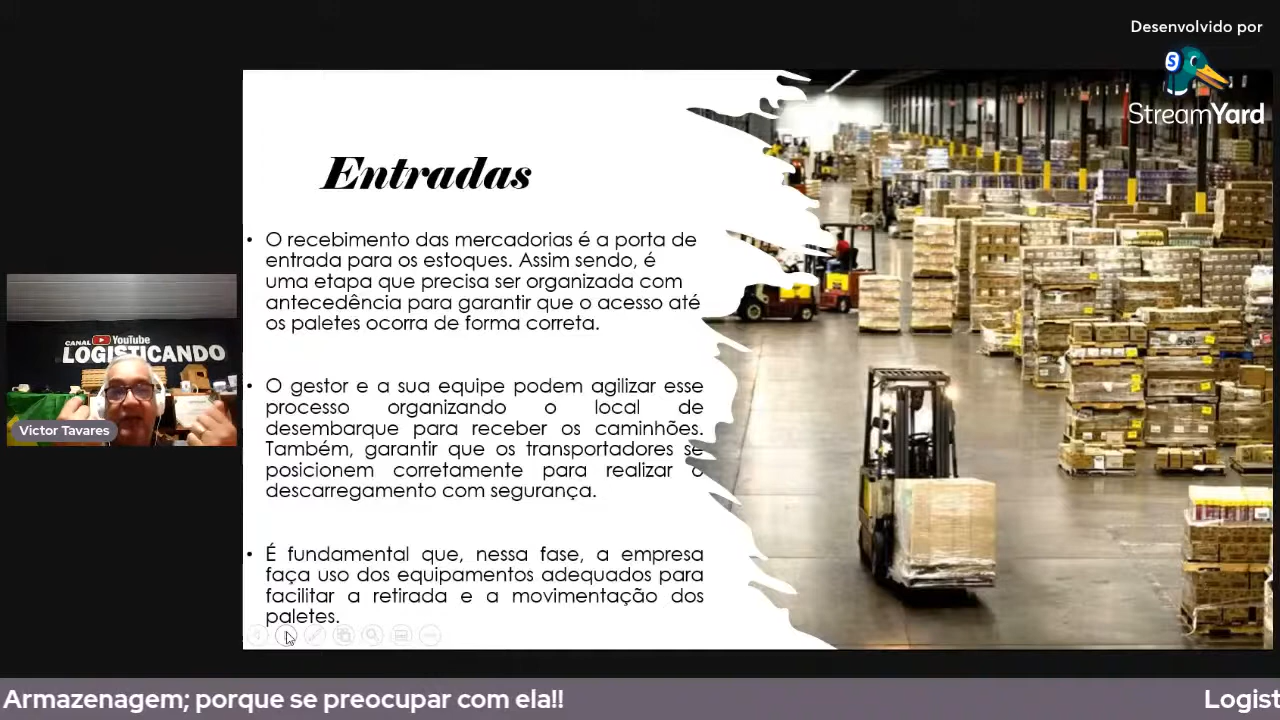 Desenvolvido por
StreamYard
Entradas
• O recebimento das mercadorias é a porta de
entrada para os estoques. Assim sendo, é
uma etapa que precisa ser organizada com
antecedência para garantir que o acesso até
os paletes ocorra de forma correta.
• O gestor e a sua equipe podem agilizar esse
processo organizando o local de
desembarque para receber os caminhões.
Também, garantir que os transportadores se
posicionem corretamente para realizar o
descarregamento com segurança.
• É fundamental que, nessa fase, a empresa
faça uso dos equipamentos adequados para
facilitar a retirada e a movimentação dos
paletes.
CANAL YouTube
LOGISTICANDO
Victor Tavares
Armazenagem; porque se preocupar com ela!!
Logist